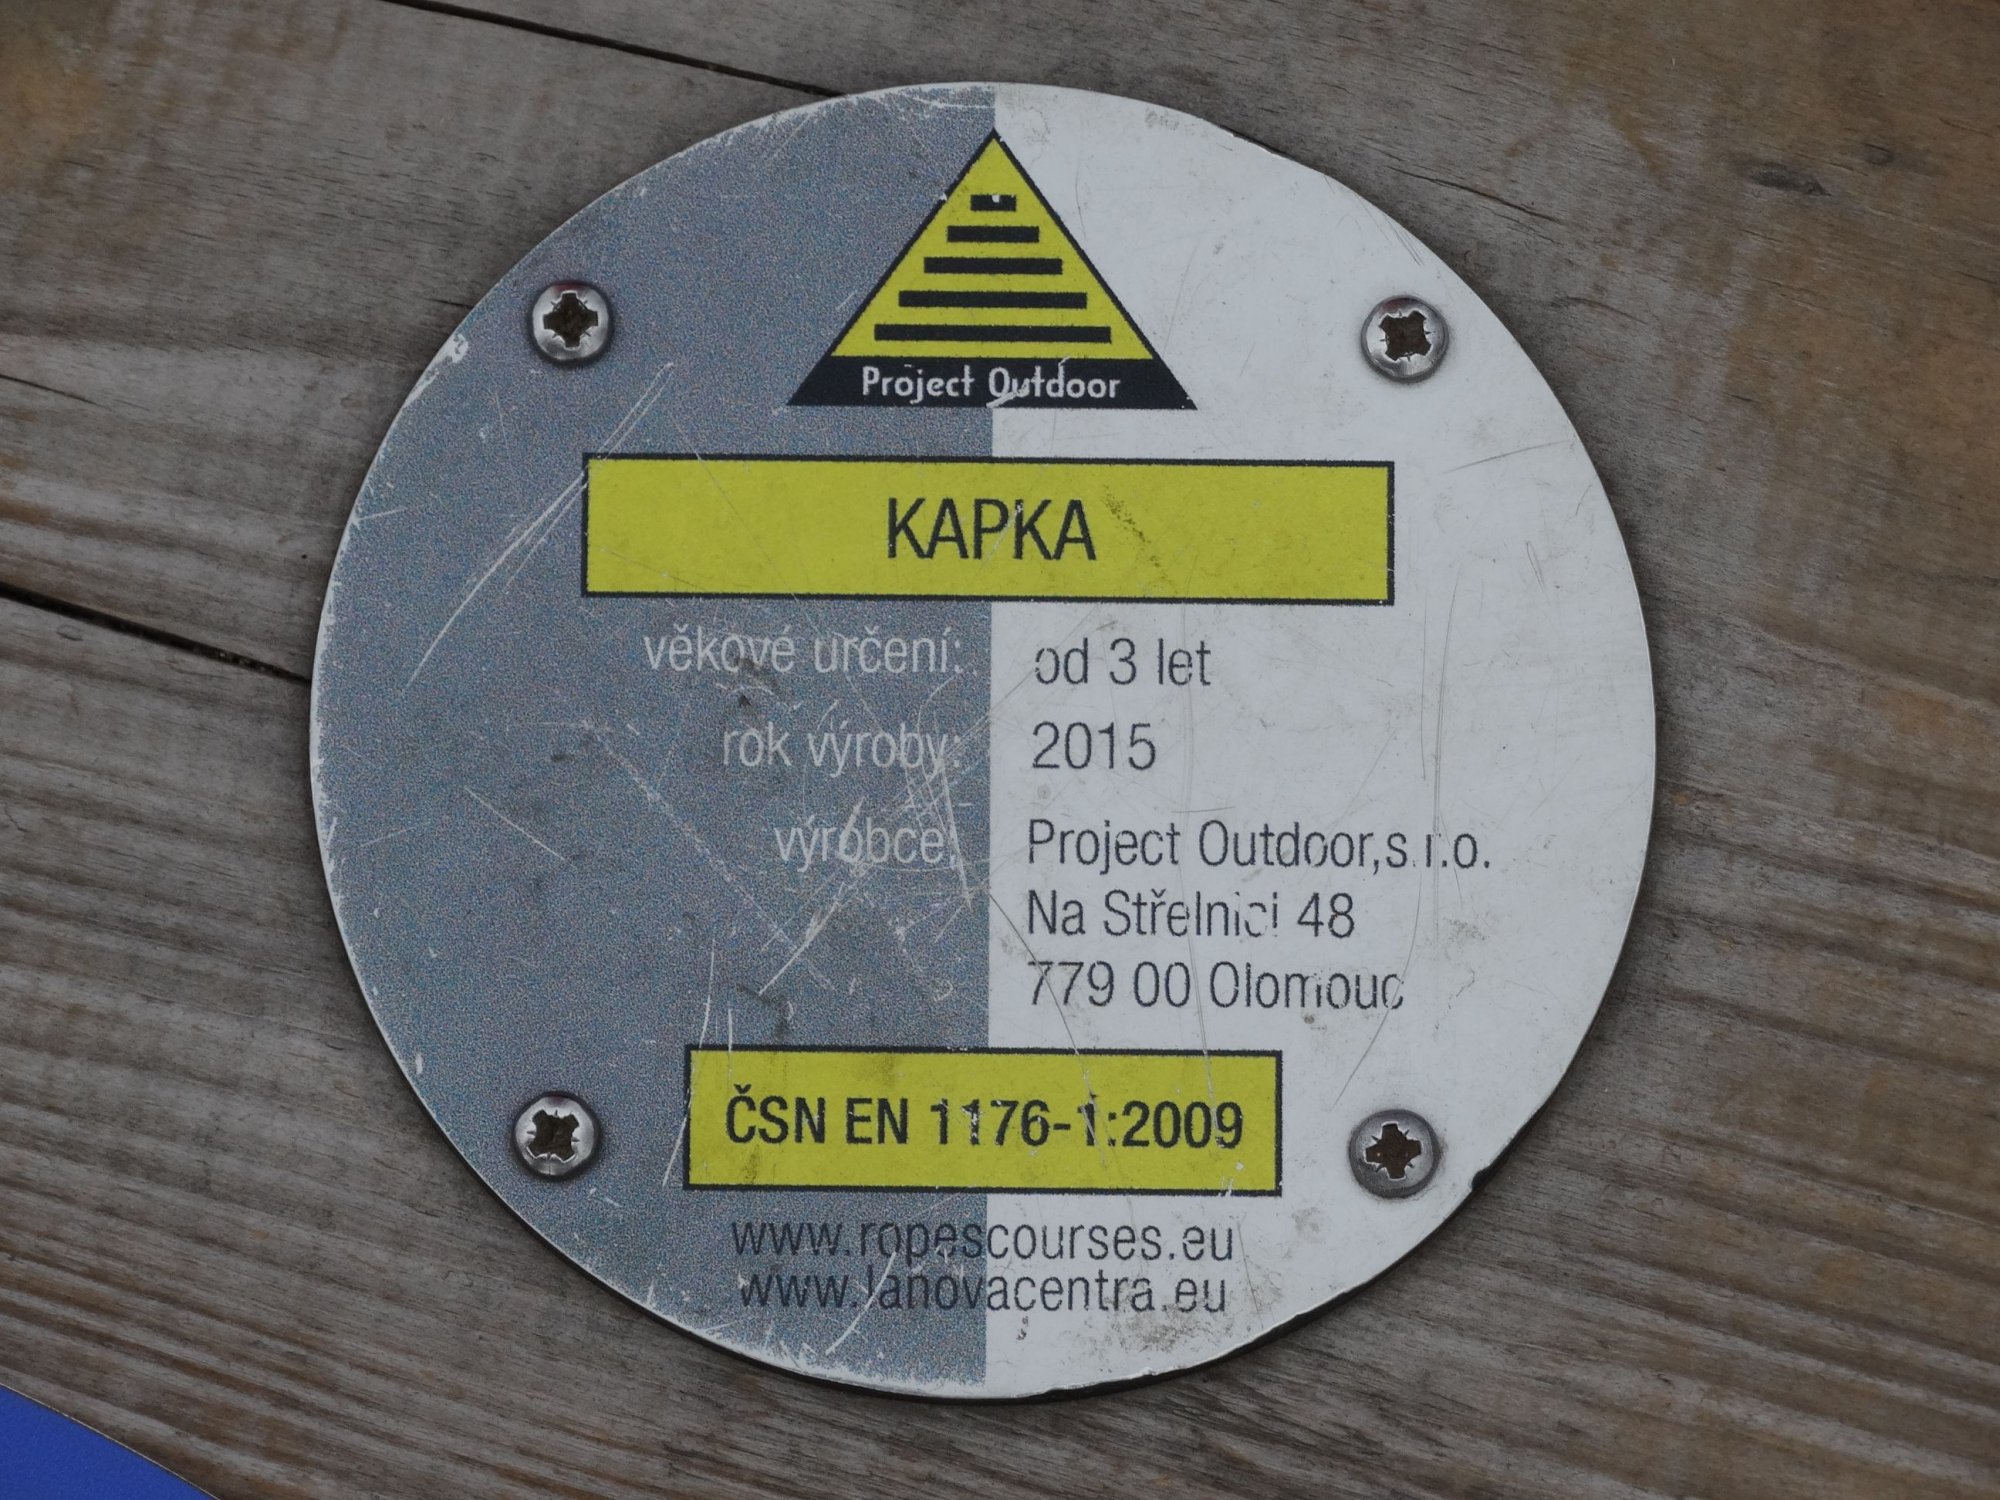 Project Outdoor
KAPKA
věkové určení: od 3 let
rok výroby: 2015
výrobce: Project Outdoor,s.r.o.
Na Střelnici 48
779 00 Olomouc
ČSN EN 1176-1:2009
www.ropescourses.eu
www.lanovacentra.eu